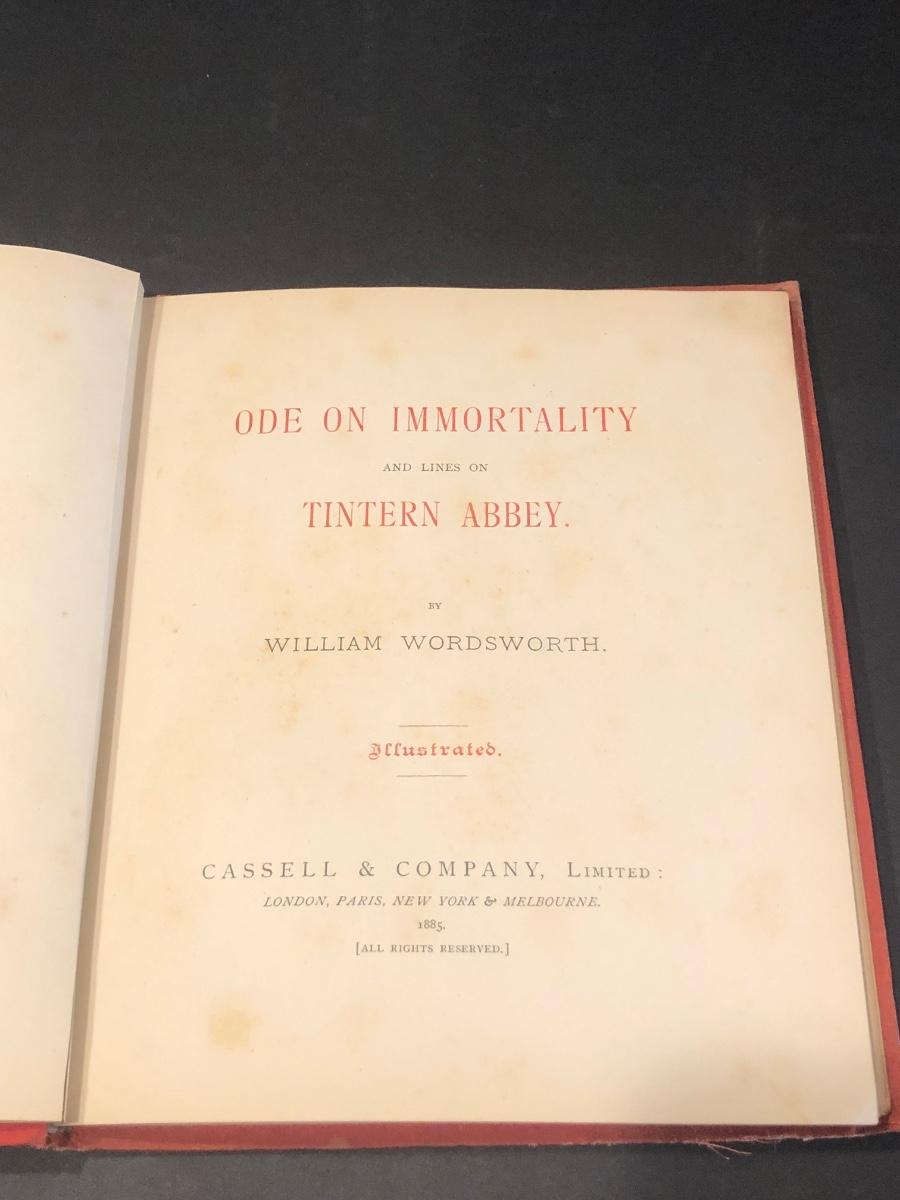 ODE ON IMMORTALITY
AND LINES ON
TINTERN ABBEY.
BY
WILLIAM WORDSWORTH.
Illustrated.
CASSELL & COMPANY, LIMITED:
LONDON, PARIS, NEW YORK & MELBOURNE.
1885.
[ALL RIGHTS RESERVED.]